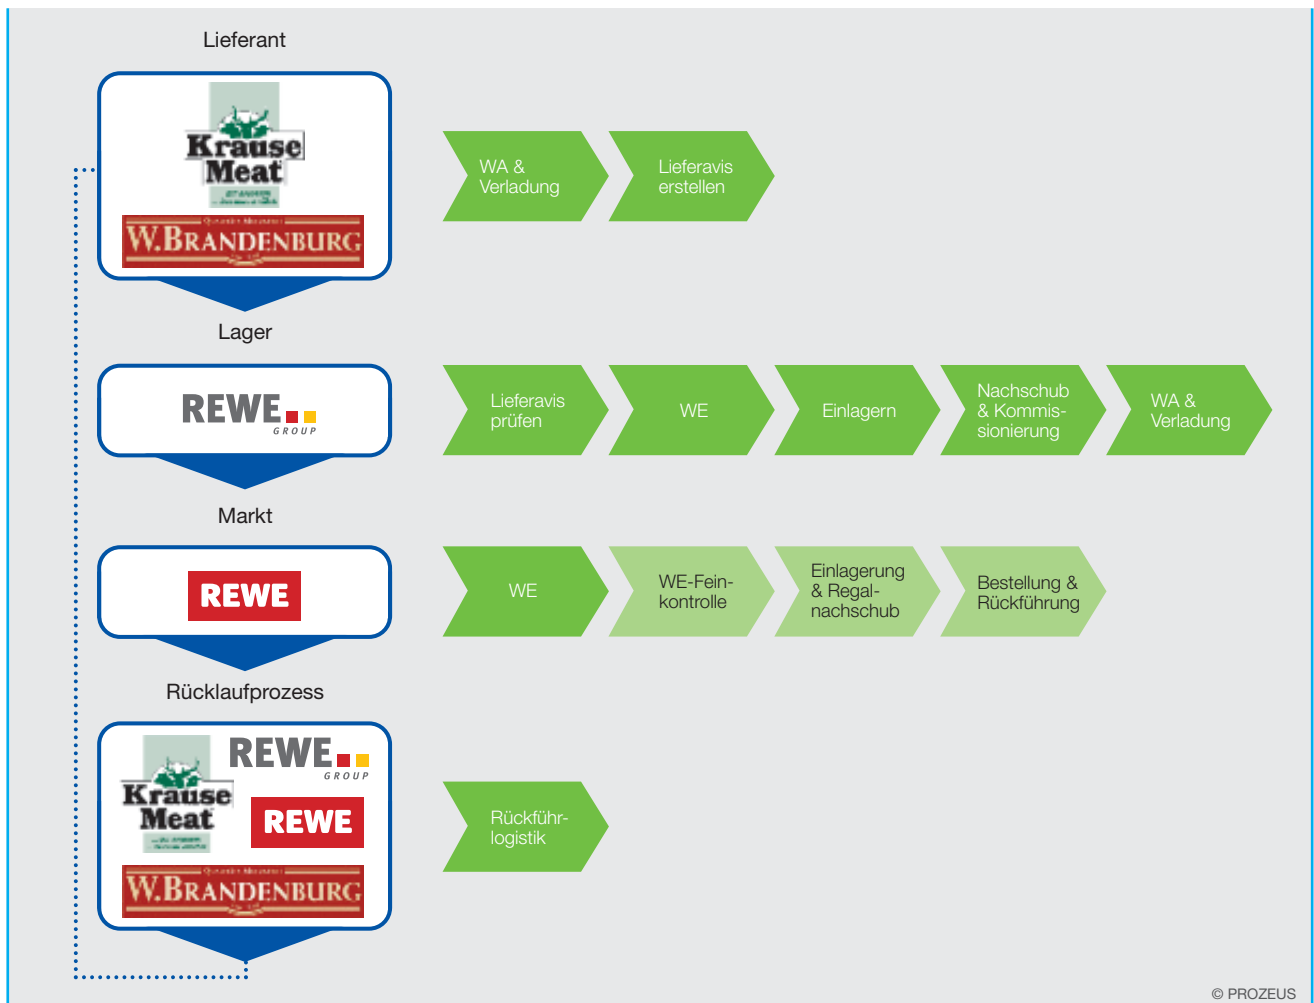 Lieferant
Krause
Meat
W.BRANDENBURG
WA &
Verladung
Lieferavis
erstellen
Lager
REWE
GROUP
Lieferavis
prüfen
WE
Einlagern
Nachschub
& Kommis-
sionierung
WA &
Verladung
Markt
REWE
WE
WE-Fein-
kontrolle
Einlagerung
& Regal-
nachschub
Bestellung &
Rückführung
Rücklaufprozess
REWE
GROUP
Krause
Meat
REWE
W.BRANDENBURG
Rückführ-
logistik
© PROZEUS